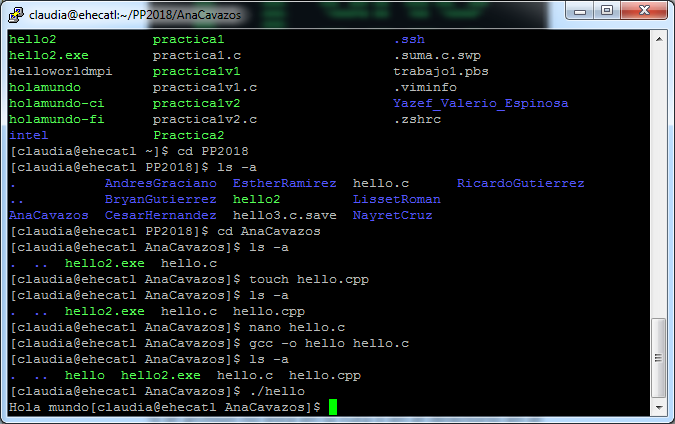 claudia@ehecatl:~/PP2018/AnaCavazos
hello2 practica1 .ssh
hello2.exe practica1.c .suma.c.swp
helloworldmpi practica1v1 trabajo1.pbs
holamundo practica1v1.c .viminfo
holamundo-ci practica1v2 Yazef_Valerio_Espinosa
holamundo-fi practica1v2.c .zshrc
intel Practica2
[claudia@ehecatl ~]$ cd PP2018
[claudia@ehecatl PP2018]$ ls -a
. AndresGraciano EstherRamirez hello.c RicardoGutierrez
.. BryanGutierrez hello2 LissetRoman
AnaCavazos CesarHernandez hello3.c.save NayretCruz
[claudia@ehecatl PP2018]$ cd AnaCavazos
[claudia@ehecatl AnaCavazos]$ ls -a
. .. hello2.exe hello.c
[claudia@ehecatl AnaCavazos]$ touch hello.cpp
[claudia@ehecatl AnaCavazos]$ ls -a
. .. hello2.exe hello.c hello.cpp
[claudia@ehecatl AnaCavazos]$ nano hello.c
[claudia@ehecatl AnaCavazos]$ gcc -o hello hello.c
[claudia@ehecatl AnaCavazos]$ ls -a
. .. hello hello2.exe hello.c hello.cpp
[claudia@ehecatl AnaCavazos]$ ./hello
Hola mundo[claudia@ehecatl AnaCavazos]$